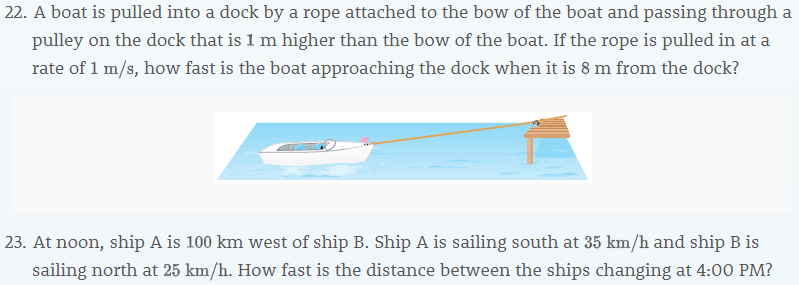 22. A boat is pulled into a dock by a rope attached to the bow of the boat and passing through a
pulley on the dock that is 1 m higher than the bow of the boat. If the rope is pulled in at a
rate of 1 m/s, how fast is the boat approaching the dock when it is 8 m from the dock?
23. At noon, ship A is 100 km west of ship B. Ship A is sailing south at 35 km/h and ship B is
sailing north at 25 km/h. How fast is the distance between the ships changing at 4:00 PM?